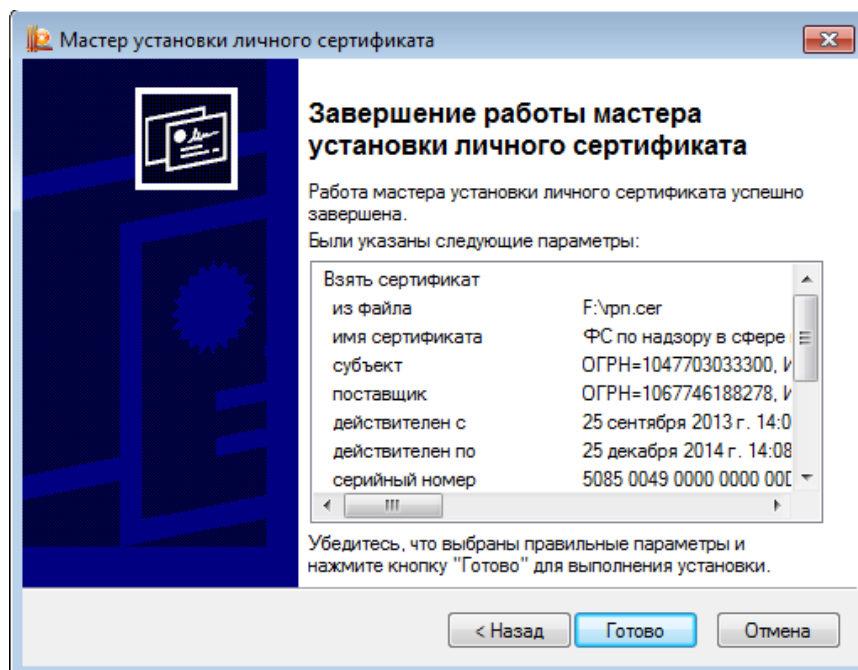 Мастер установки личного сертификата
Завершение работы мастера
установки личного сертификата
Работа мастера установки личного сертификата успешно
завершена.
Были указаны следующие параметры:
Взять сертификат
из файла F:\rpn.cer
имя сертификата ФС по надзору в сфере
субъект ОГРН=1047703033300,
поставщик ОГРН=1067746188278,
действителен с 25 сентября 2013 г. 14:0
действителен по 25 декабря 2014 г. 14:08
серийный номер 5085 0049 0000 0000 00D
Убедитесь, что выбраны правильные параметры и
нажмите кнопку "Готово" для выполнения установки.
< Назад Готово Отмена